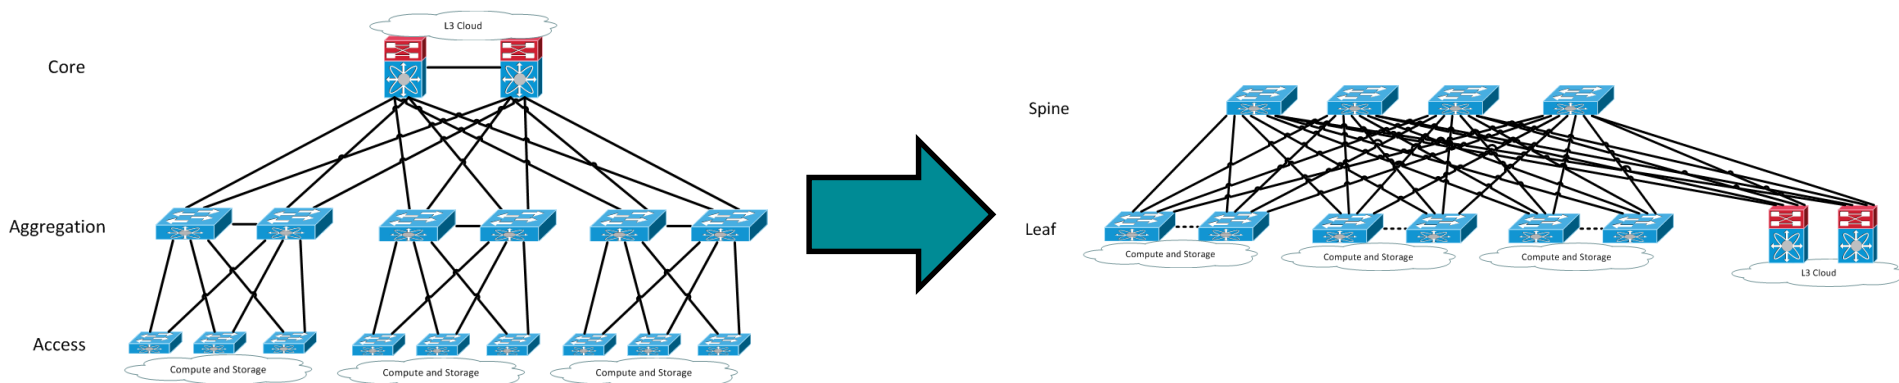 L3 Cloud
Core
Aggregation
Access
Compute and Storage
Compute and Storage
Compute and Storage
Spine
Leaf
Compute and Storage
Compute and Storage
Compute and Storage
L3 Cloud